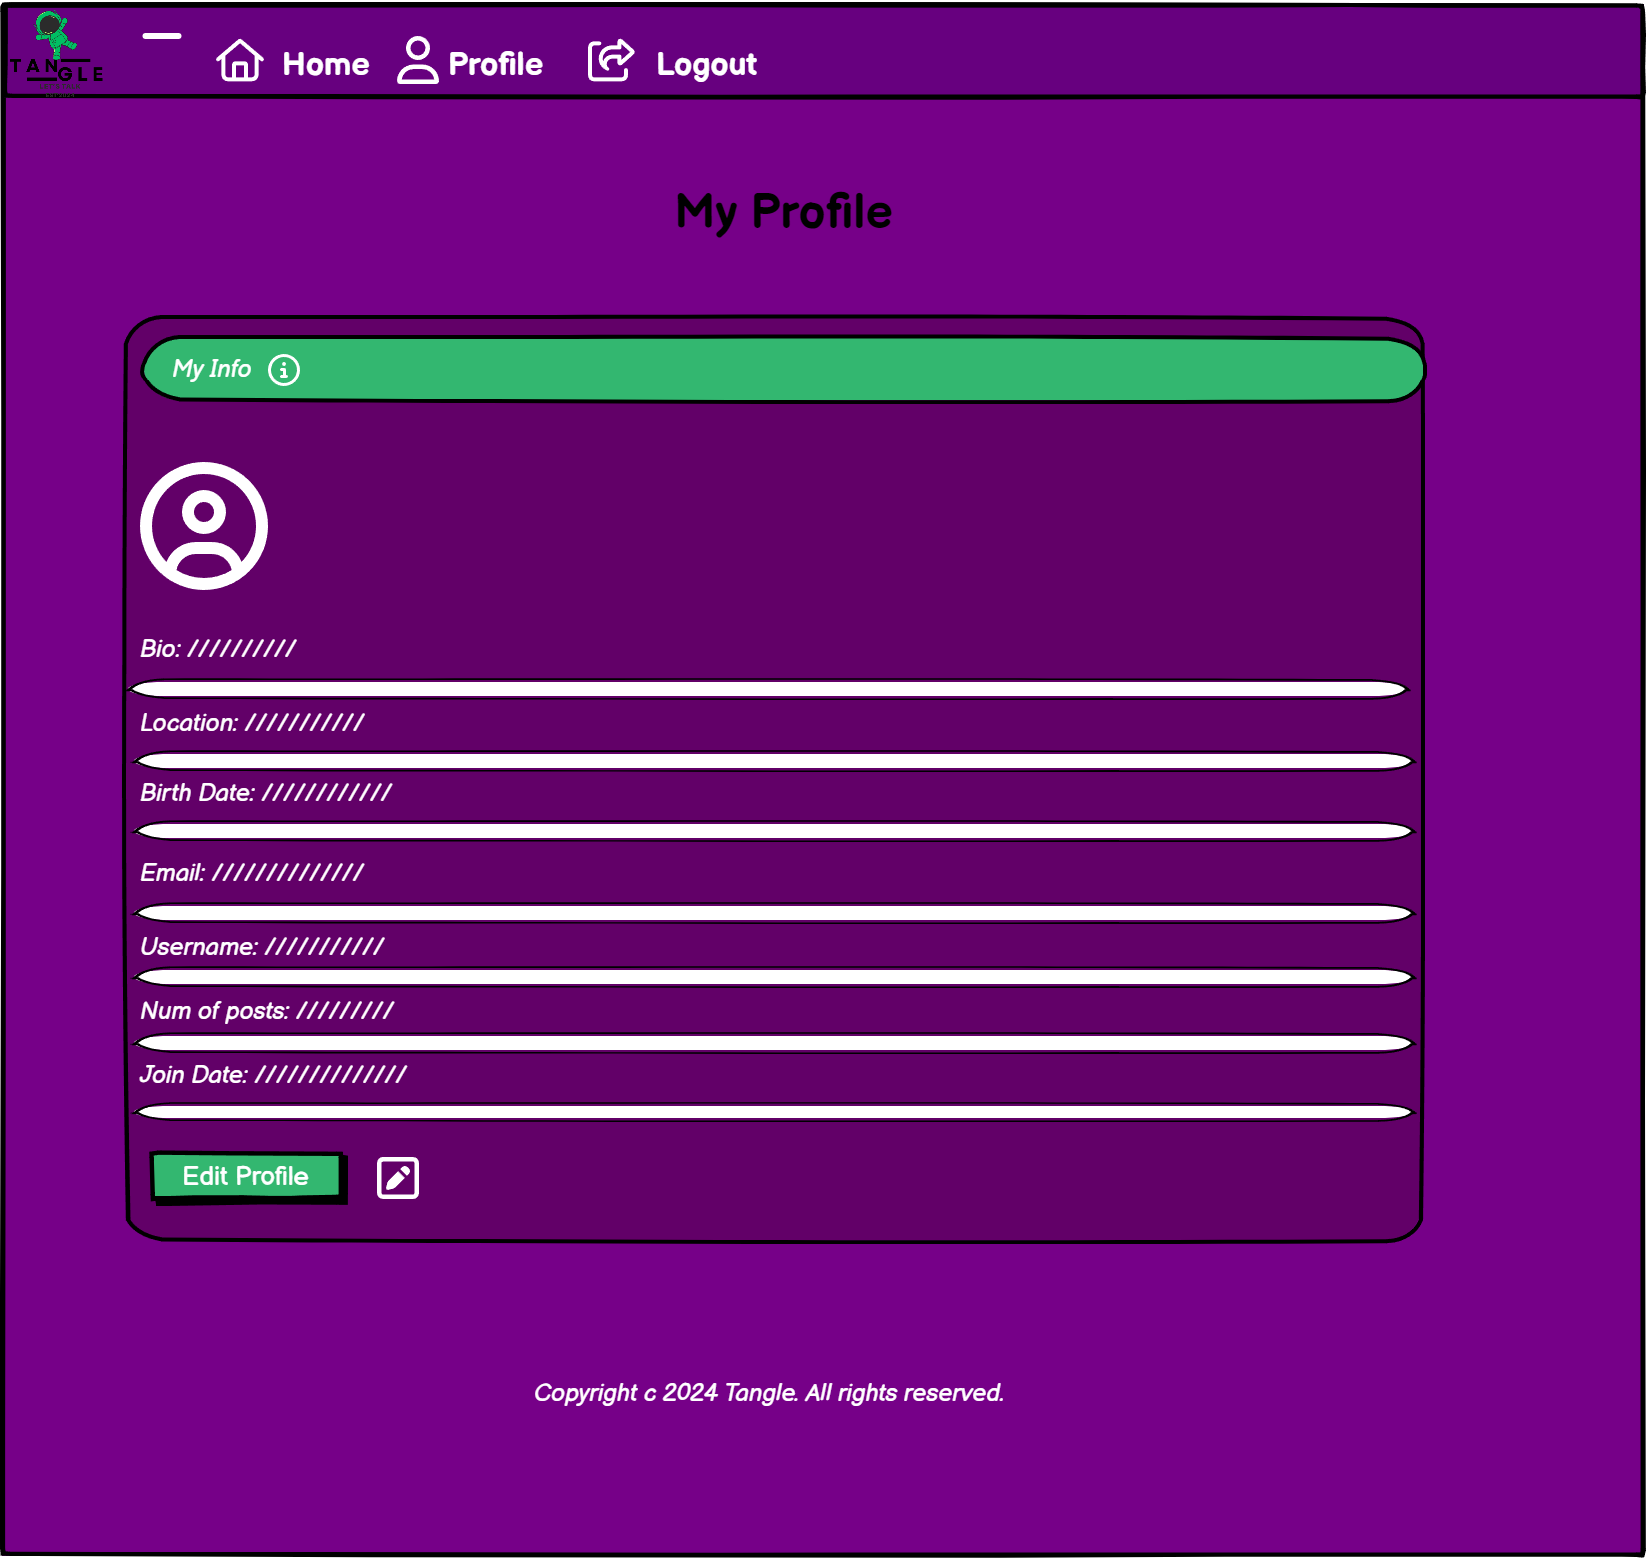 TANGLE
Home Profile Logout
My Profile
My Info
Bio: //////////
Location: ///////////
Birth Date: ////////////
Email: //////////////
Username: ///////////
Num of posts: /////////
Join Date: //////////////
Edit Profile
Copyright c 2024 Tangle. All rights reserved.